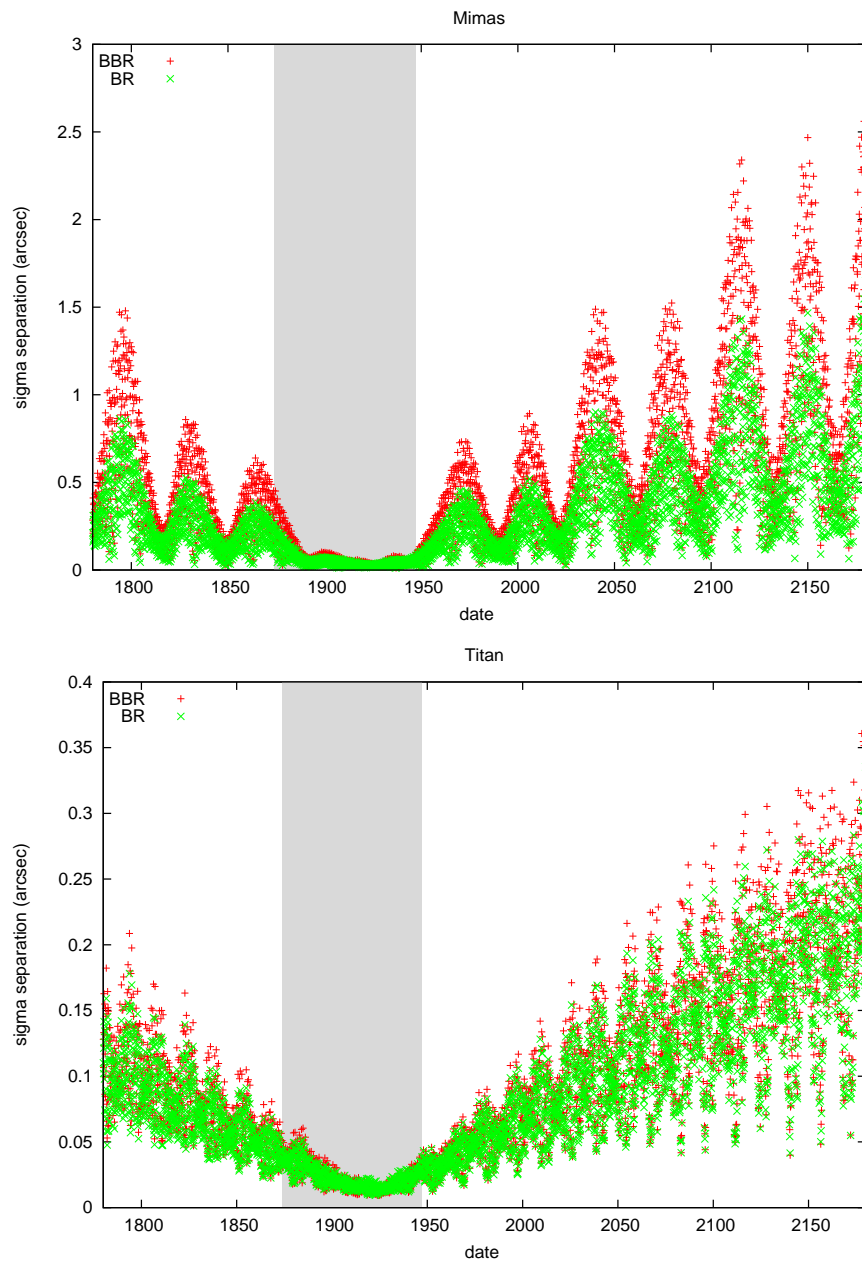 Mimas
3
BBR
BR
2.5
2
1.5
1
0.5
0
sigma separation (arcsec)
1800 1850 1900 1950 2000 2050 2100 2150
date
Titan
0.4
BBR
BR
0.35
0.3
0.25
0.2
0.15
0.1
0.05
0
sigma separation (arcsec)
1800 1850 1900 1950 2000 2050 2100 2150
date